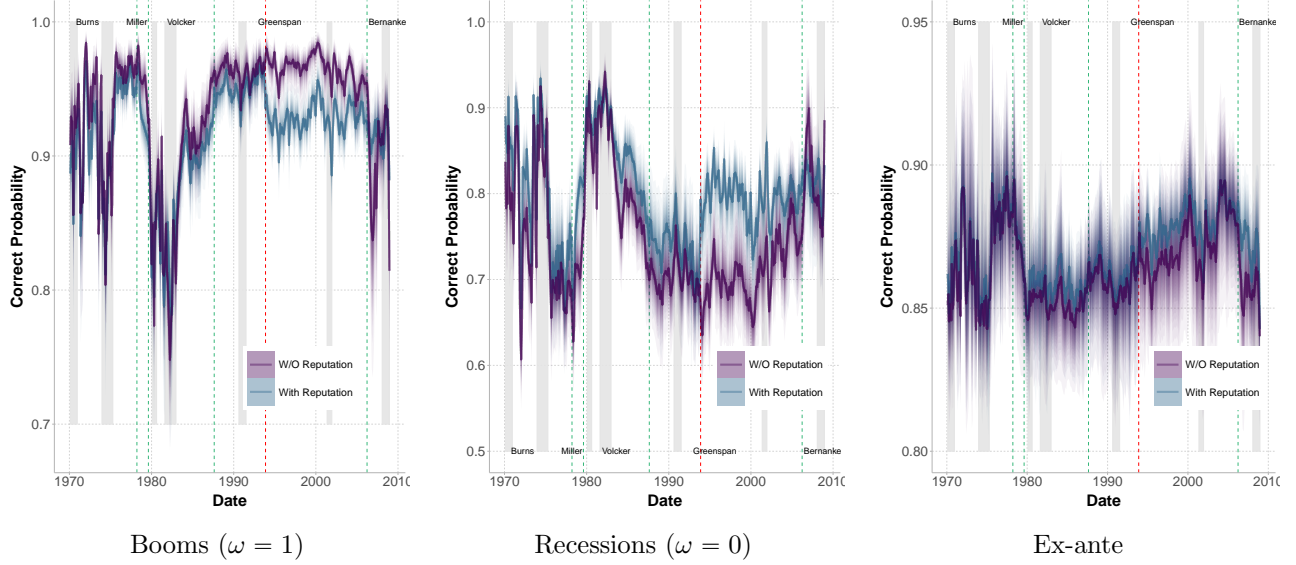 Correct Probability
1.0
0.9
0.8
0.7
Burns Miller Volcker Greenspan Bernanke
W/O Reputation
With Reputation
1970 1980 1990 2000 2010
Date
Booms (ω = 1)
Correct Probability
1.0
0.9
0.8
0.7
0.6
0.5
W/O Reputation
With Reputation
Burns Miller Volcker Greenspan Bernanke
1970 1980 1990 2000 2010
Date
Recessions (ω = 0)
Correct Probability
0.95
0.90
0.85
0.80
Burns Miller Volcker Greenspan Bernanke
W/O Reputation
With Reputation
1970 1980 1990 2000 2010
Date
Ex-ante